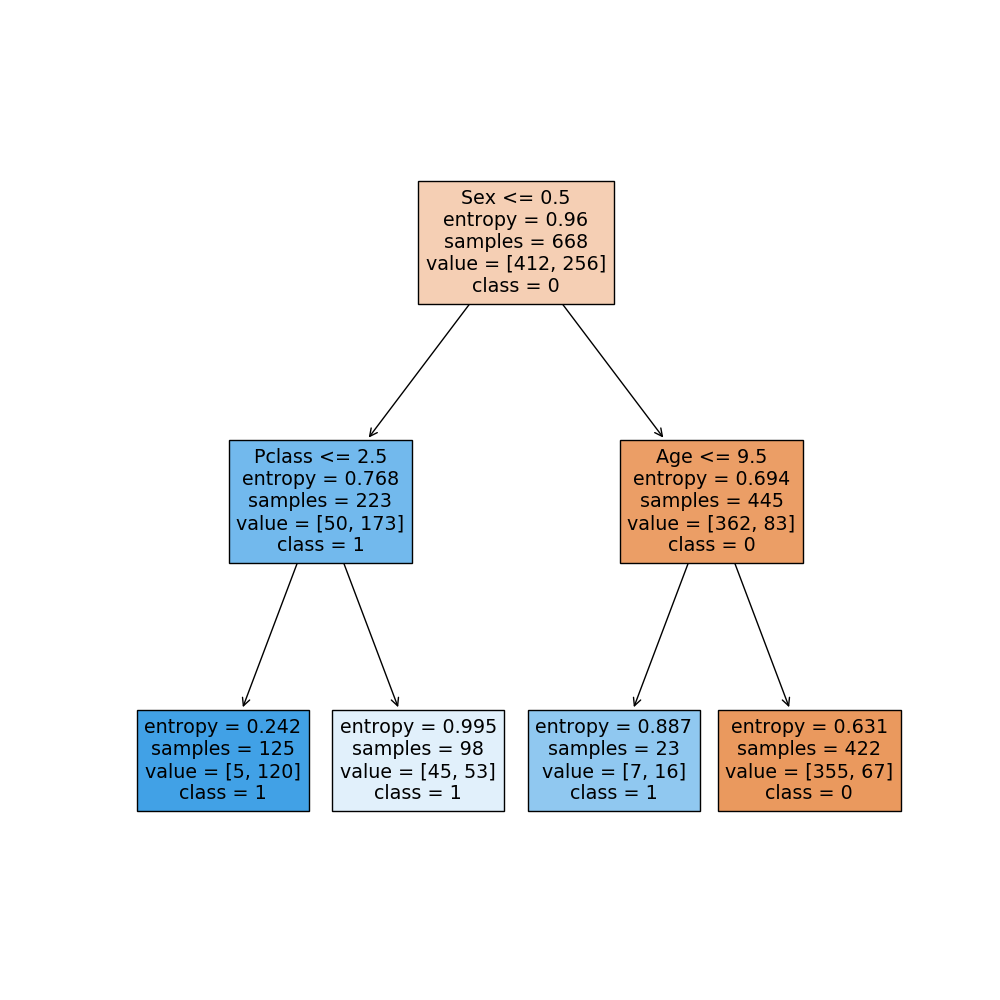 Sex <= 0.5
entropy = 0.96
samples = 668
value = [412, 256]
class = 0
Pclass <= 2.5
entropy = 0.768
samples = 223
value = [50, 173]
class = 1
Age <= 9.5
entropy = 0.694
samples = 445
value = [362, 83]
class = 0
entropy = 0.242
samples = 125
value = [5, 120]
class = 1
entropy = 0.995
samples = 98
value = [45, 53]
class = 1
entropy = 0.887
samples = 23
value = [7, 16]
class = 1
entropy = 0.631
samples = 422
value = [355, 67]
class = 0